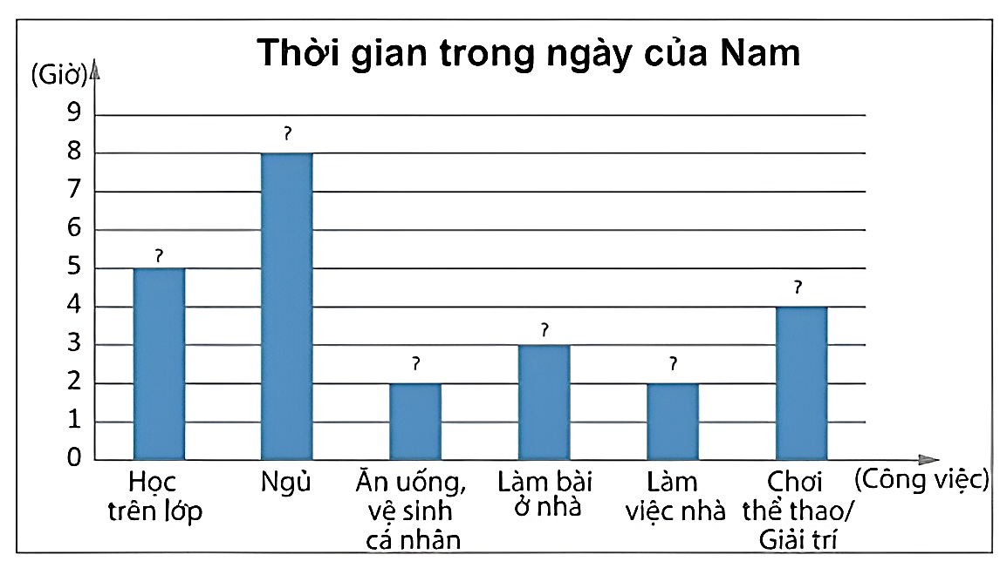 Thời gian trong ngày của Nam
(Giờ)
9
?
8
7
6
?
5
?
4
?
3
?
?
2
1
0
Học
trên lớp
Ngủ
Ăn uống,
vệ sinh
cá nhân
Làm bài
ở nhà
Làm
việc nhà
Chơi
thể thao/
Giải trí
(Công việc)